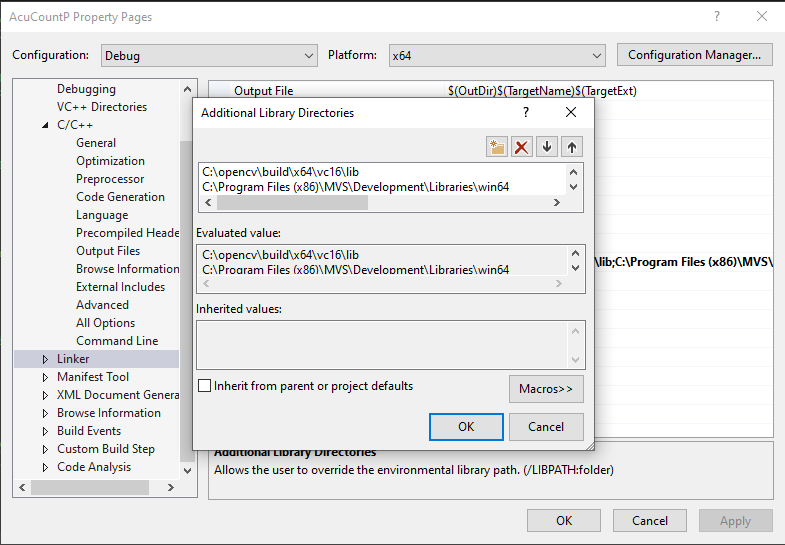 AcuCountP Property Pages
?
Configuration: Debug Platform: x64 Configuration Manager...
Debugging
VC++ Directories
C/C++
General
Optimization
Preprocessor
Code Generation
Language
Precompiled Heade
Output Files
Browse Information
External Includes
Advanced
All Options
Command Line
Linker
Manifest Tool
XML Document Genera
Browse Information
Build Events
Custom Build Step
Code Analysis
Output File $(OutDir)$(TargetName)$(TargetExt)
\lib;C:\Program Files (x86)\MVS\
Additional Library Directories
?
C:\opencv\build\x64\vc16\lib
C:\Program Files (x86)\MVS\Development\Libraries\win64
Evaluated value:
C:\opencv\build\x64\vc16\lib
C:\Program Files (x86)\MVS\Development\Libraries\win64
Inherited values:
Inherit from parent or project defaults
Macros>>
OK Cancel
Additional Library Directories
Allows the user to override the environmental library path. (/LIBPATH:folder)
OK Cancel Apply